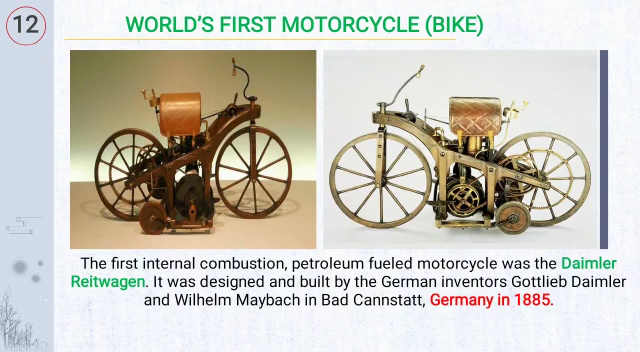 12
WORLD’S FIRST MOTORCYCLE (BIKE)
The first internal combustion, petroleum fueled motorcycle was the Daimler
Reitwagen. It was designed and built by the German inventors Gottlieb Daimler
and Wilhelm Maybach in Bad Cannstatt, Germany in 1885.